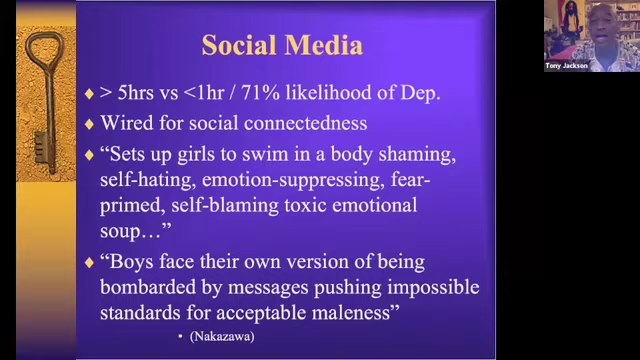 Social Media
> 5hrs vs <1hr / 71% likelihood of Dep.
Wired for social connectedness
“Sets up girls to swim in a body shaming,
self-hating, emotion-suppressing, fear-
primed, self-blaming toxic emotional
soup…”
“Boys face their own version of being
bombarded by messages pushing impossible
standards for acceptable maleness”
(Nakazawa)
Tony Jackson